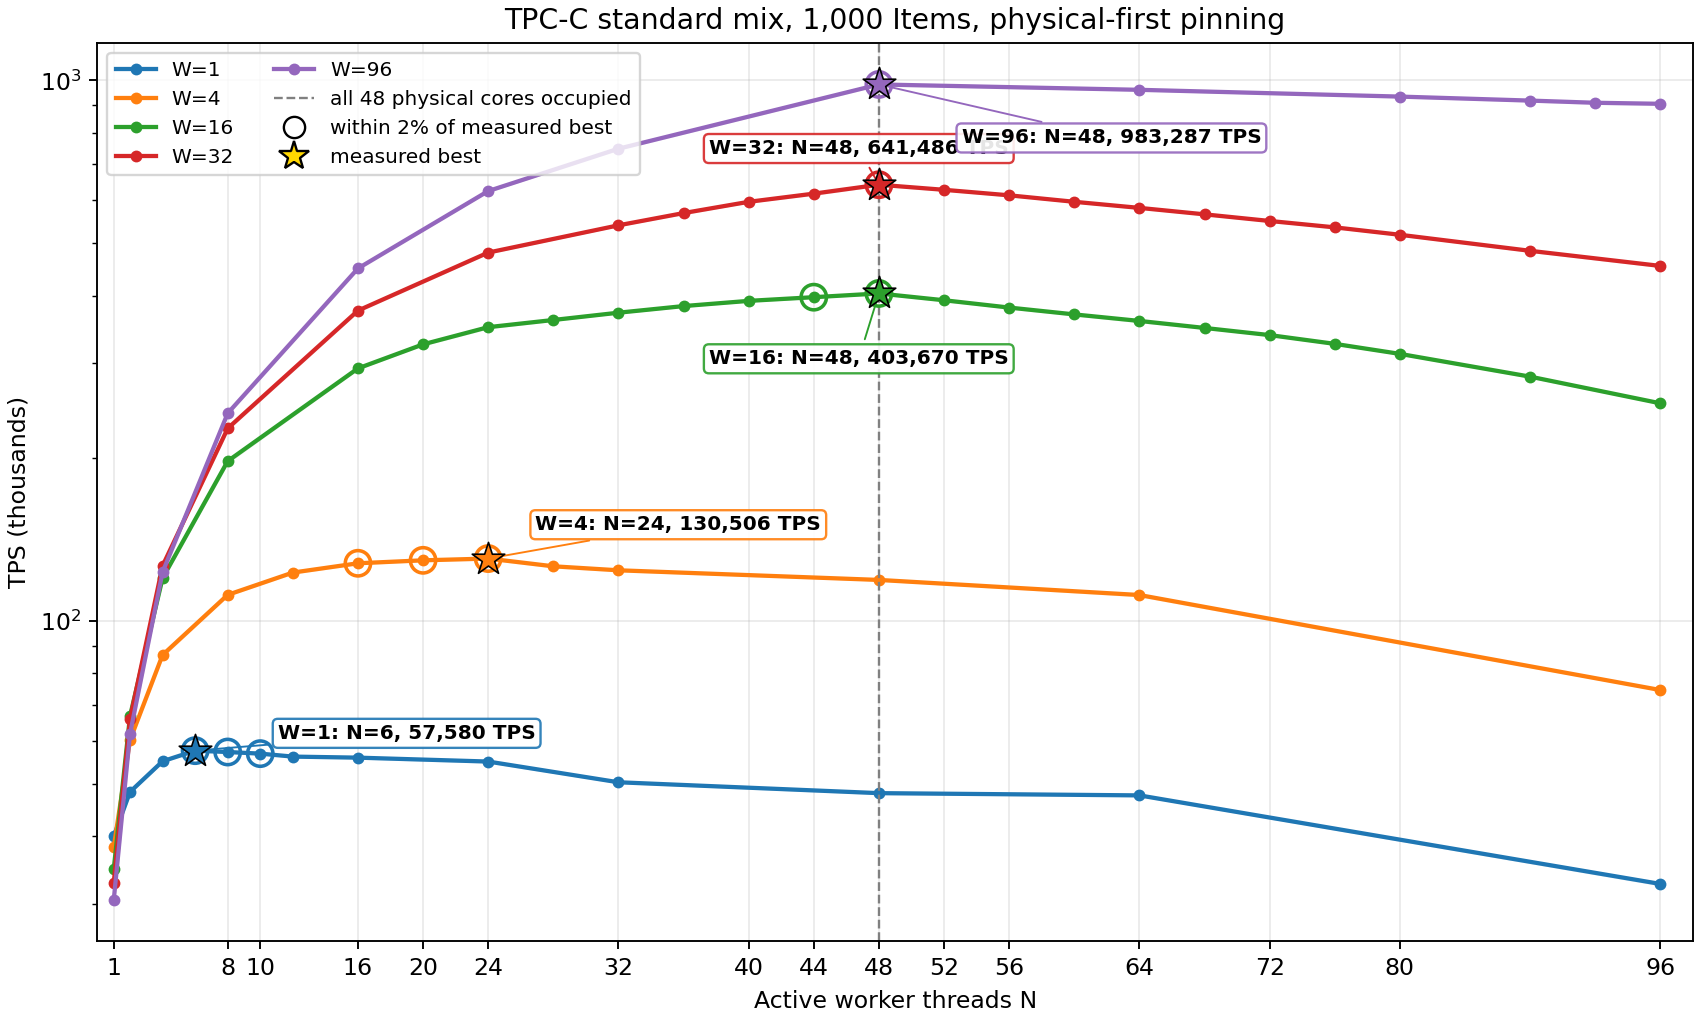 TPC-C standard mix, 1,000 Items, physical-first pinning
W=1
W=4
W=16
W=32
W=96
all 48 physical cores occupied
within 2% of measured best
measured best
10³
10²
TPS (thousands)
W=96: N=48, 983,287 TPS
W=32: N=48, 641,486 TPS
W=16: N=48, 403,670 TPS
W=4: N=24, 130,506 TPS
W=1: N=6, 57,580 TPS
1 8 10 16 20 24 32 40 44 48 52 56 64 72 80 96
Active worker threads N